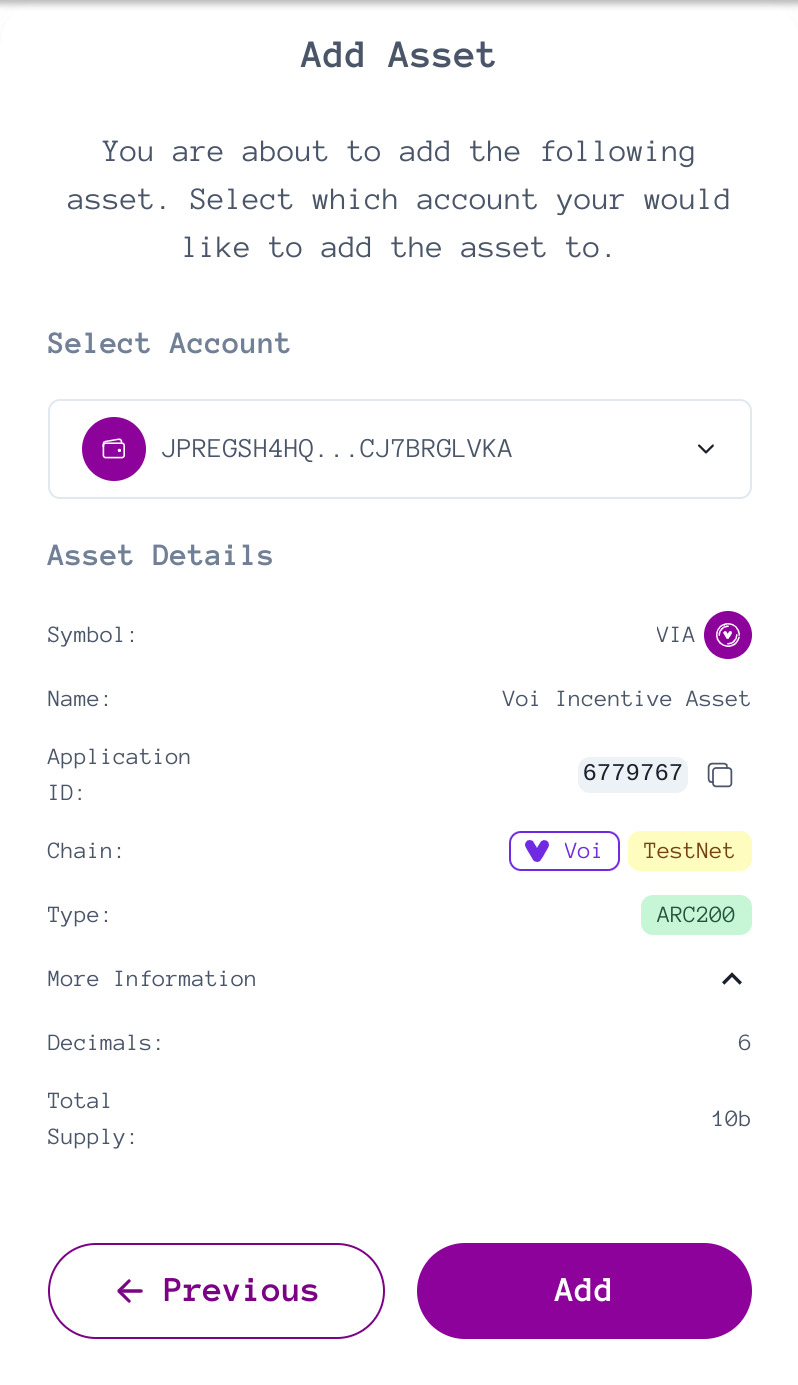 Add Asset
You are about to add the following
asset. Select which account your would
like to add the asset to.
Select Account
JPREGSH4HQ...CJ7BRGLVKA
Asset Details
Symbol: VIA
Name: Voi Incentive Asset
Application
ID: 6779767
Chain: Voi TestNet
Type: ARC200
More Information
Decimals: 6
Total
Supply: 10b
Previous Add